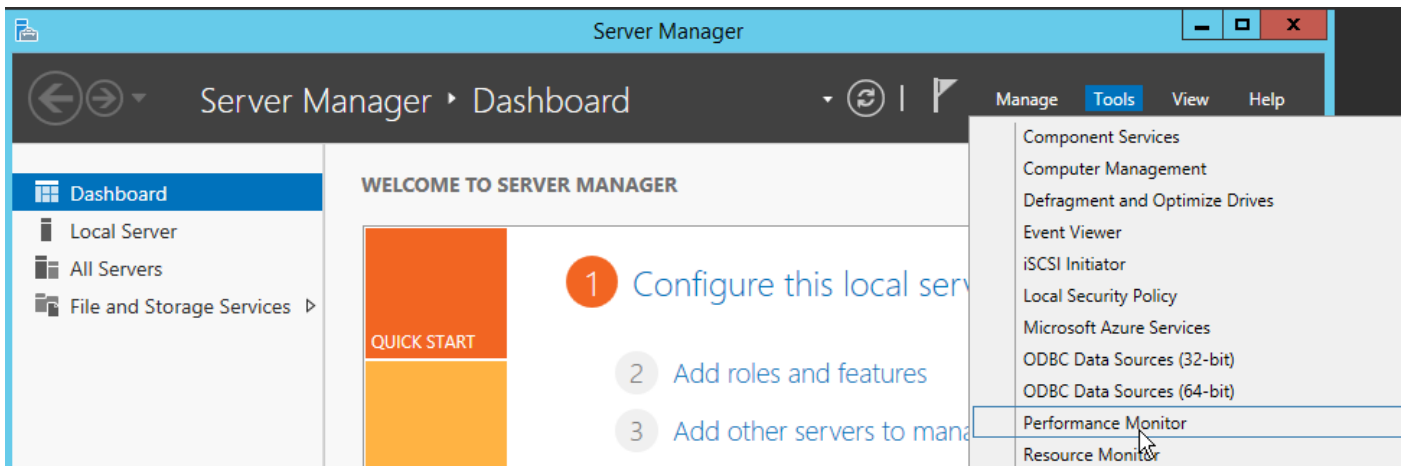 Server Manager
Server Manager ‣ Dashboard
Manage Tools View Help
Dashboard
Local Server
All Servers
File and Storage Services
WELCOME TO SERVER MANAGER
QUICK START
1 Configure this local serv
2 Add roles and features
3 Add other servers to mana
Component Services
Computer Management
Defragment and Optimize Drives
Event Viewer
iSCSI Initiator
Local Security Policy
Microsoft Azure Services
ODBC Data Sources (32-bit)
ODBC Data Sources (64-bit)
Performance Monitor
Resource Monitor